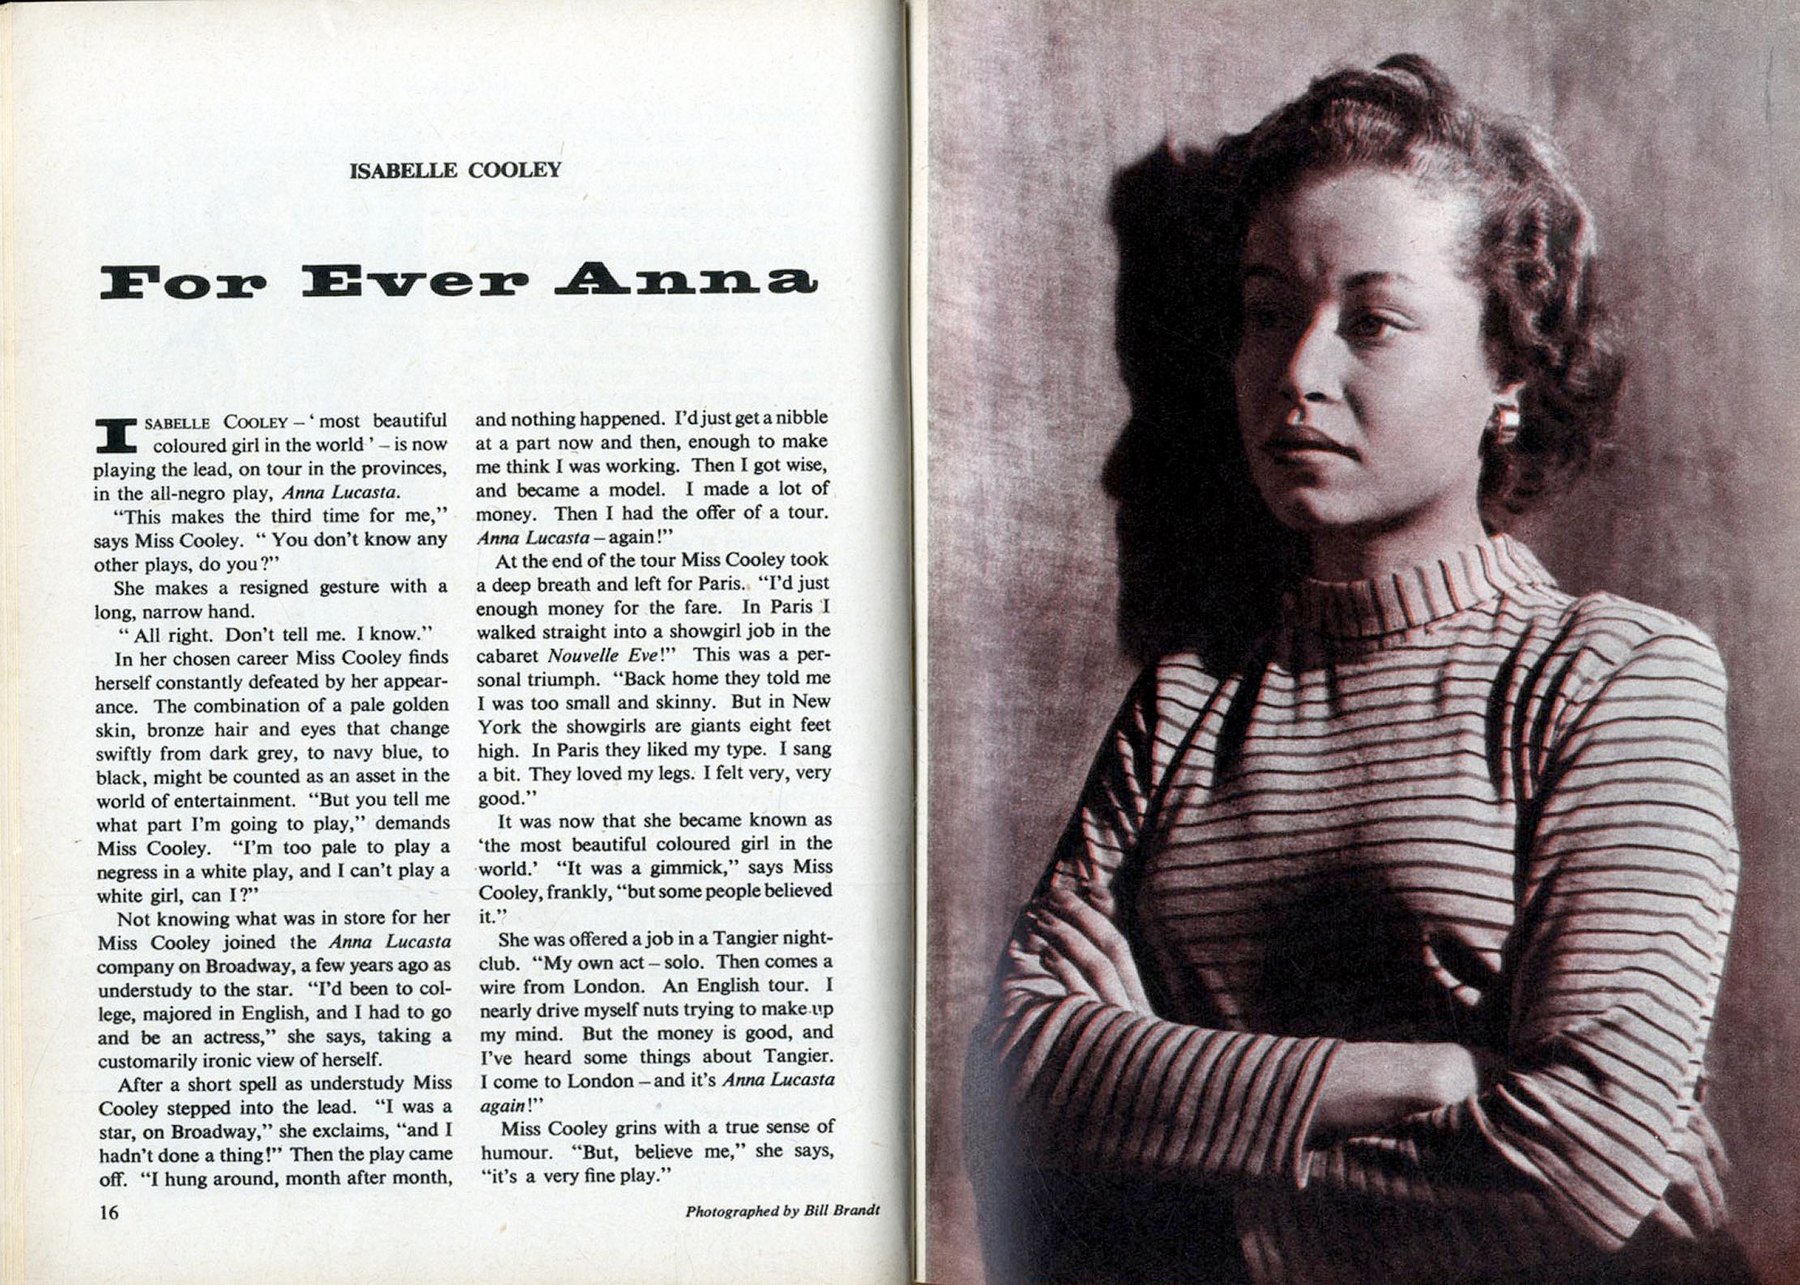 ISABELLE COOLEY
For Ever Anna
ISABELLE COOLEY – ‘ most beautiful
coloured girl in the world ’ – is now
playing the lead, on tour in the provinces,
in the all-negro play, Anna Lucasta.
“This makes the third time for me,”
says Miss Cooley. “ You don’t know any
other plays, do you?”
She makes a resigned gesture with a
long, narrow hand.
“ All right. Don’t tell me. I know.”
In her chosen career Miss Cooley finds
herself constantly defeated by her appear-
ance. The combination of a pale golden
skin, bronze hair and eyes that change
swiftly from dark grey, to navy blue, to
black, might be counted as an asset in the
world of entertainment. “But you tell me
what part I’m going to play,” demands
Miss Cooley. “I’m too pale to play a
negress in a white play, and I can’t play a
white girl, can I?”
Not knowing what was in store for her
Miss Cooley joined the Anna Lucasta
company on Broadway, a few years ago as
understudy to the star. “I’d been to col-
lege, majored in English, and I had to go
and be an actress,” she says, taking a
customarily ironic view of herself.
After a short spell as understudy Miss
Cooley stepped into the lead. “I was a
star, on Broadway,” she exclaims, “and I
hadn’t done a thing!” Then the play came
off. “I hung around, month after month,
and nothing happened. I’d just get a nibble
at a part now and then, enough to make
me think I was working. Then I got wise,
and became a model. I made a lot of
money. Then I had the offer of a tour.
Anna Lucasta – again!”
At the end of the tour Miss Cooley took
a deep breath and left for Paris. “I’d just
enough money for the fare. In Paris I
walked straight into a showgirl job in the
cabaret Nouvelle Eve!” This was a per-
sonal triumph. “Back home they told me
I was too small and skinny. But in New
York the showgirls are giants eight feet
high. In Paris they liked my type. I sang
a bit. They loved my legs. I felt very, very
good.”
It was now that she became known as
‘the most beautiful coloured girl in the
world.’ “It was a gimmick,” says Miss
Cooley, frankly, “but some people believed
it.”
She was offered a job in a Tangier night-
club. “My own act – solo. Then comes a
wire from London. An English tour. I
nearly drive myself nuts trying to make up
my mind. But the money is good, and
I’ve heard some things about Tangier.
I come to London – and it’s Anna Lucasta
again!”
Miss Cooley grins with a true sense of
humour. “But, believe me,” she says,
“it’s a very fine play.”
16
Photographed by Bill Brandt